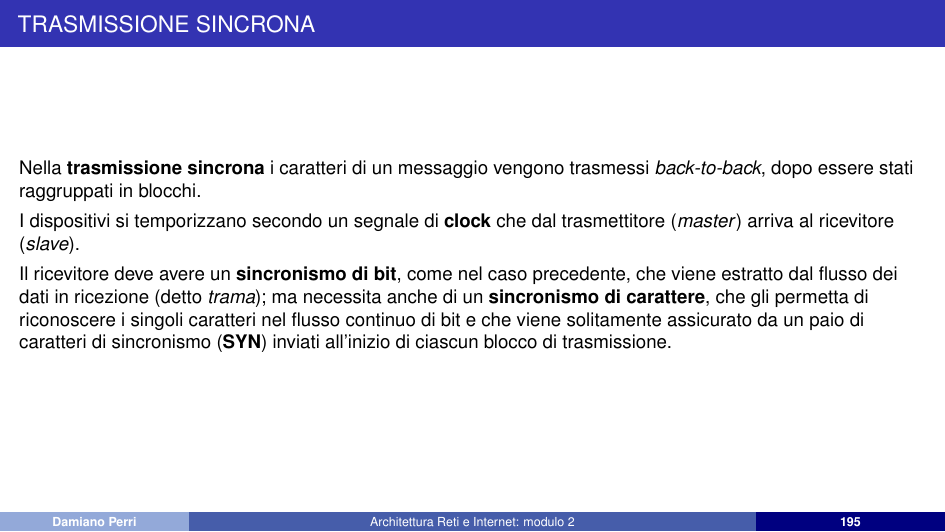 TRASMISSIONE SINCRONA
Nella trasmissione sincrona i caratteri di un messaggio vengono trasmessi back-to-back, dopo essere stati
raggruppati in blocchi.
I dispositivi si temporizzano secondo un segnale di clock che dal trasmettitore (master) arriva al ricevitore
(slave).
Il ricevitore deve avere un sincronismo di bit, come nel caso precedente, che viene estratto dal flusso dei
dati in ricezione (detto trama); ma necessita anche di un sincronismo di carattere, che gli permetta di
riconoscere i singoli caratteri nel flusso continuo di bit e che viene solitamente assicurato da un paio di
caratteri di sincronismo (SYN) inviati all'inizio di ciascun blocco di trasmissione.
Damiano Perri
Architettura Reti e Internet: modulo 2
195